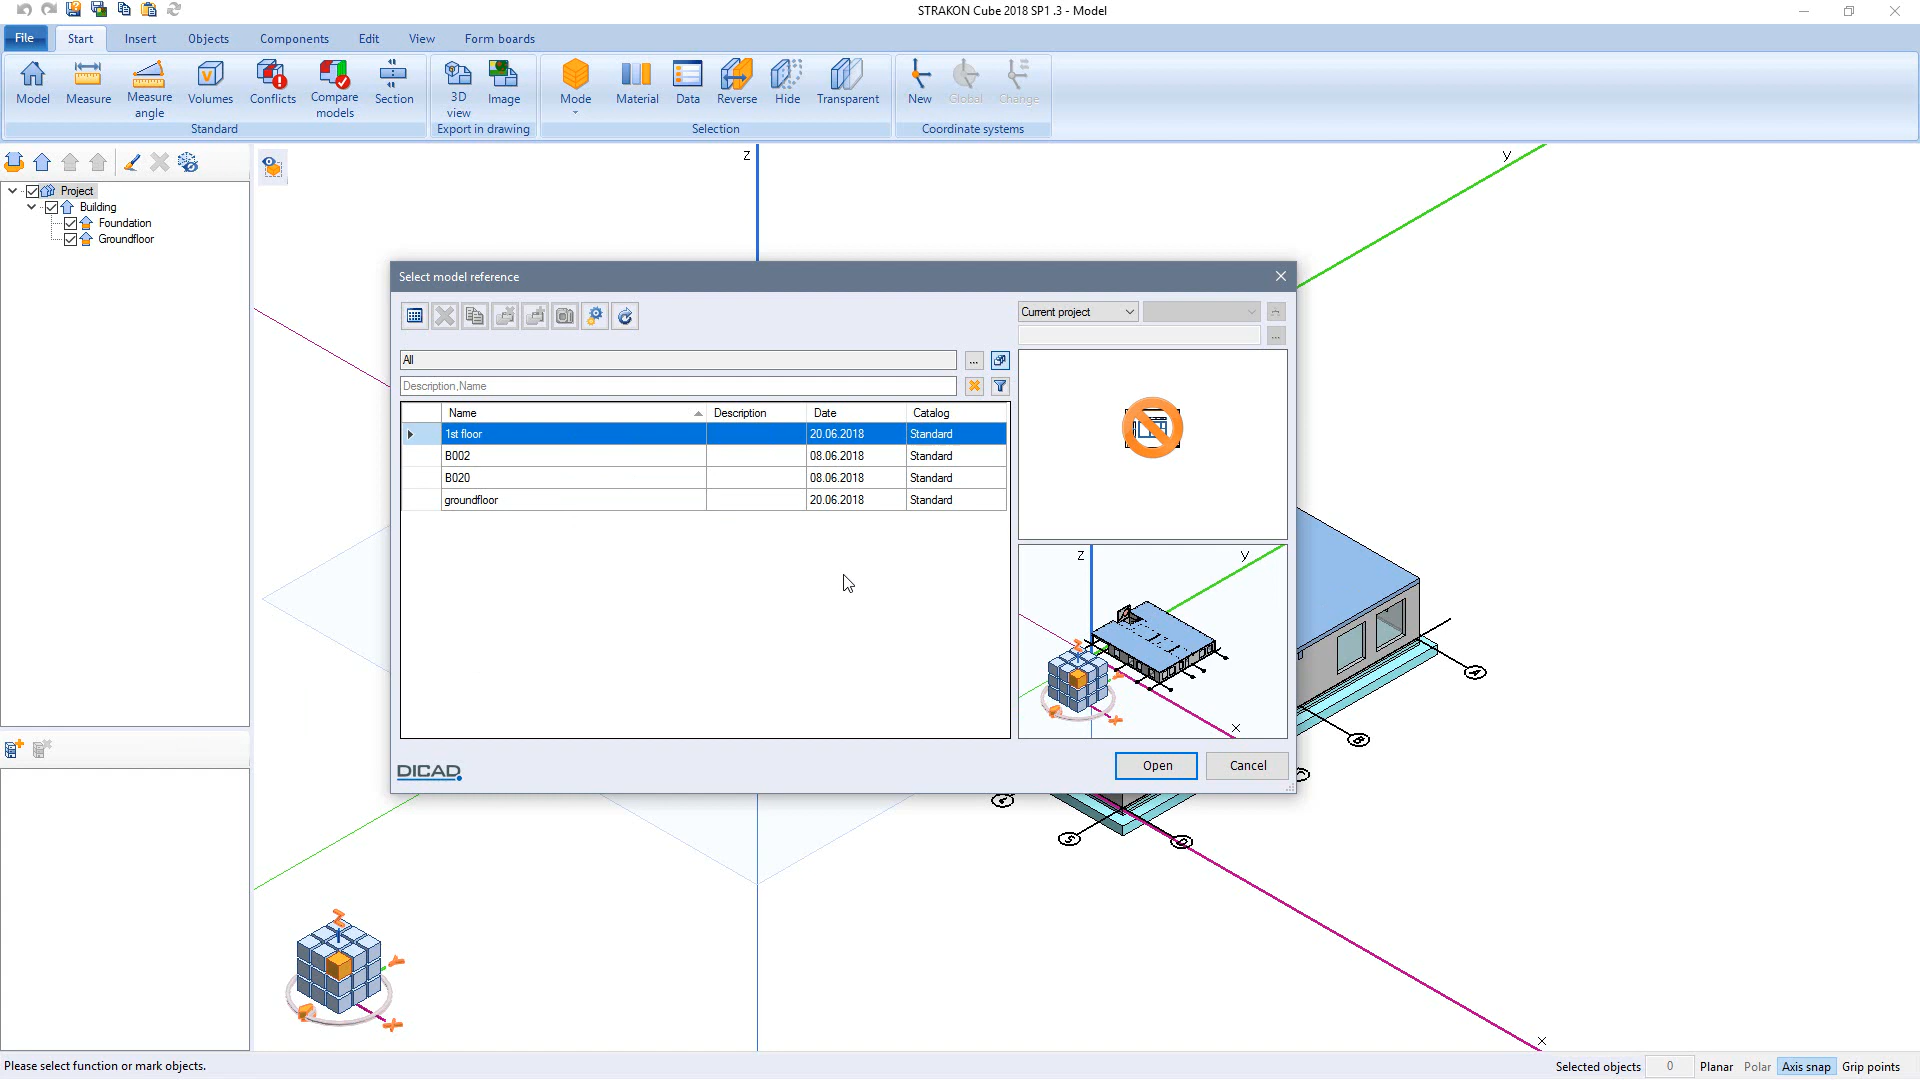 STRAKON Cube 2018 SP1 .3 - Model
File Start Insert Objects Components Edit View Form boards
Model Measure Measure angle Volumes Conflicts Compare models Section 3D view Image Mode Material Data Reverse Hide Transparent New Global Change
Standard Export in drawing Selection Coordinate systems
Project
Building
Foundation
Groundfloor
Z
y
Select model reference
Current project
...
All
...
Description,Name
Name Description Date Catalog
1st floor 20.06.2018 Standard
B002 08.06.2018 Standard
B020 08.06.2018 Standard
groundfloor 20.06.2018 Standard
Z y
X
DICAD
Open Cancel
A
B
X
Please select function or mark objects.
Selected objects 0 Planar Polar Axis snap Grip points